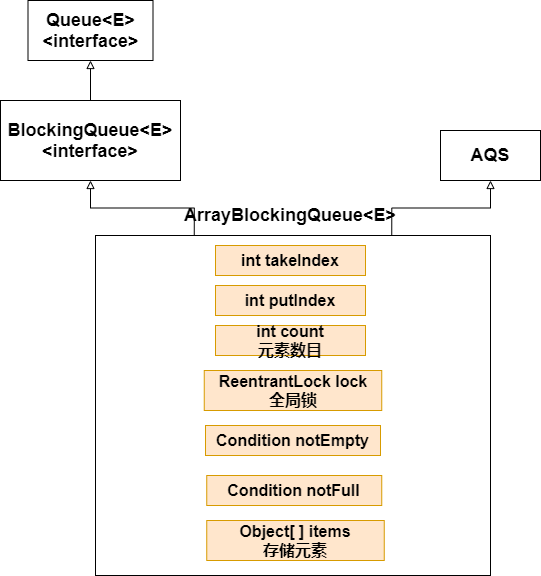 Queue<E>
<interface>
BlockingQueue<E>
<interface>
AQS
ArrayBlockingQueue<E>
int takeIndex
int putIndex
int count
元素数目
ReentrantLock lock
全局锁
Condition notEmpty
Condition notFull
Object[ ] items
存储元素